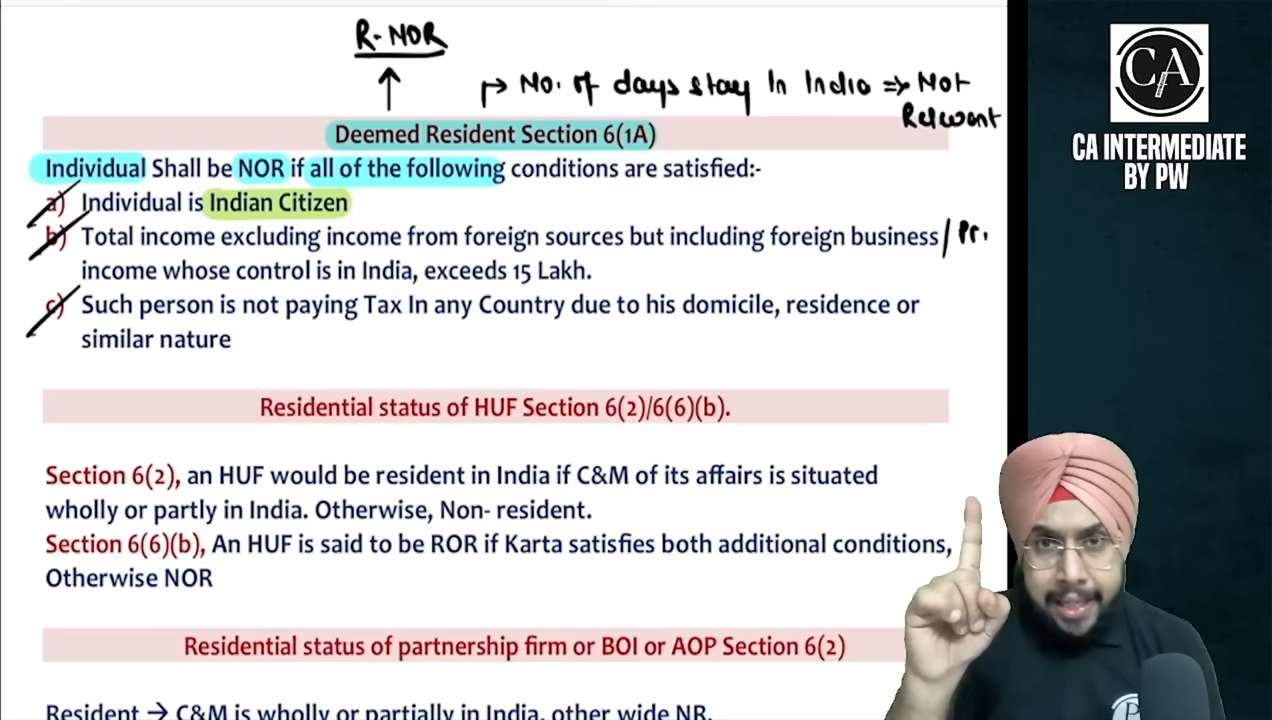 R-NOR
↦ No. of days stay In India ⇒ Not
Relevant
Deemed Resident Section 6(1A)
Individual Shall be NOR if all of the following conditions are satisfied:-
a) Individual is Indian Citizen
b) Total income excluding income from foreign sources but including foreign business / Pr.
income whose control is in India, exceeds 15 Lakh.
c) Such person is not paying Tax In any Country due to his domicile, residence or
similar nature
Residential status of HUF Section 6(2)/6(6)(b).
Section 6(2), an HUF would be resident in India if C&M of its affairs is situated
wholly or partly in India. Otherwise, Non- resident.
Section 6(6)(b), An HUF is said to be ROR if Karta satisfies both additional conditions,
Otherwise NOR
Residential status of partnership firm or BOI or AOP Section 6(2)
Resident → C&M is wholly or partially in India, other wide NR.
CA
CA INTERMEDIATE
BY PW
P